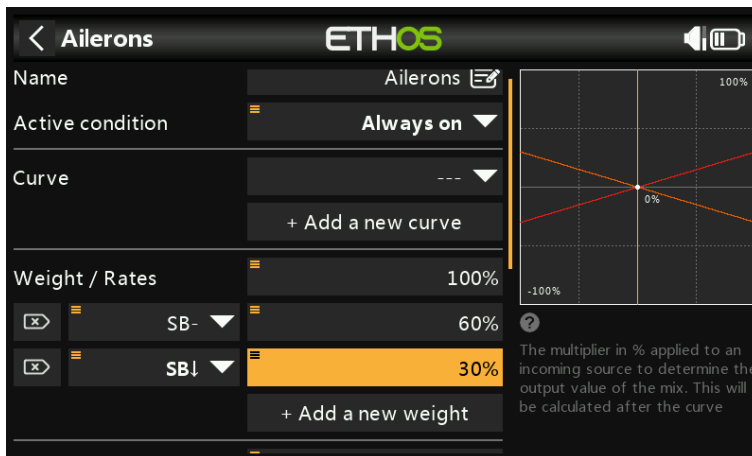 Ailerons
ETHOS
Name
Ailerons
Active condition
Always on
Curve
---
+ Add a new curve
Weight / Rates
100%
SB-
60%
SB↓
30%
+ Add a new weight
100%
0%
-100%
?
The multiplier in % applied to an
incoming source to determine the
output value of the mix. This will
be calculated after the curve